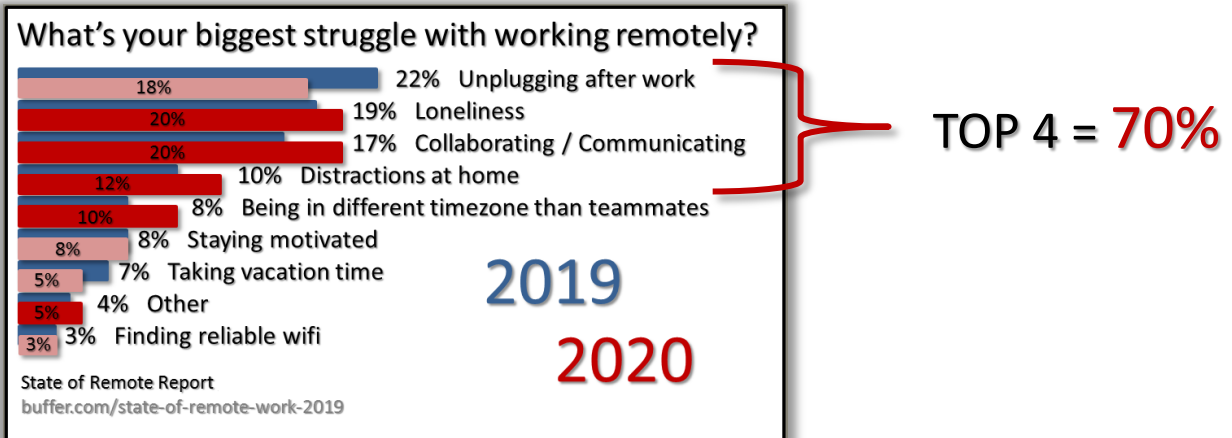 What's your biggest struggle with working remotely?
22% Unplugging after work
18%
19% Loneliness
20%
17% Collaborating / Communicating
20%
10% Distractions at home
12%
8% Being in different timezone than teammates
10%
8% Staying motivated
8%
7% Taking vacation time
5%
4% Other
5%
3% Finding reliable wifi
3%
2019
2020
State of Remote Report
buffer.com/state-of-remote-work-2019
TOP 4 = 70%